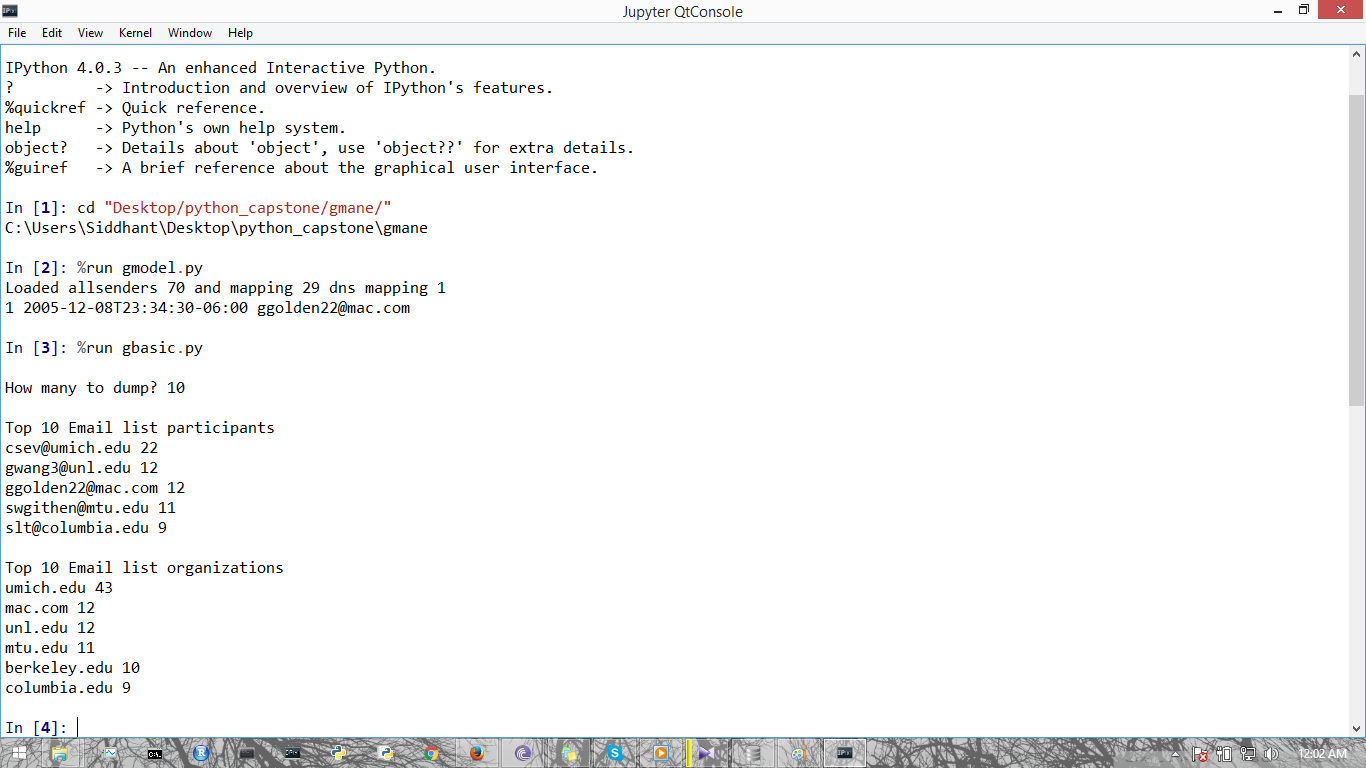 Jupyter QtConsole
File Edit View Kernel Window Help
IPython 4.0.3 -- An enhanced Interactive Python.
?         -> Introduction and overview of IPython's features.
%quickref -> Quick reference.
help      -> Python's own help system.
object?   -> Details about 'object', use 'object??' for extra details.
%guiref   -> A brief reference about the graphical user interface.
In [1]: cd "Desktop/python_capstone/gmane/"
C:\Users\Siddhant\Desktop\python_capstone\gmane
In [2]: %run gmodel.py
Loaded allsenders 70 and mapping 29 dns mapping 1
1 2005-12-08T23:34:30-06:00 ggolden22@mac.com
In [3]: %run gbasic.py
How many to dump? 10
Top 10 Email list participants
csev@umich.edu 22
gwang3@unl.edu 12
ggolden22@mac.com 12
swgithen@mtu.edu 11
slt@columbia.edu 9
Top 10 Email list organizations
umich.edu 43
mac.com 12
unl.edu 12
mtu.edu 11
berkeley.edu 10
columbia.edu 9
In [4]:
12:02 AM